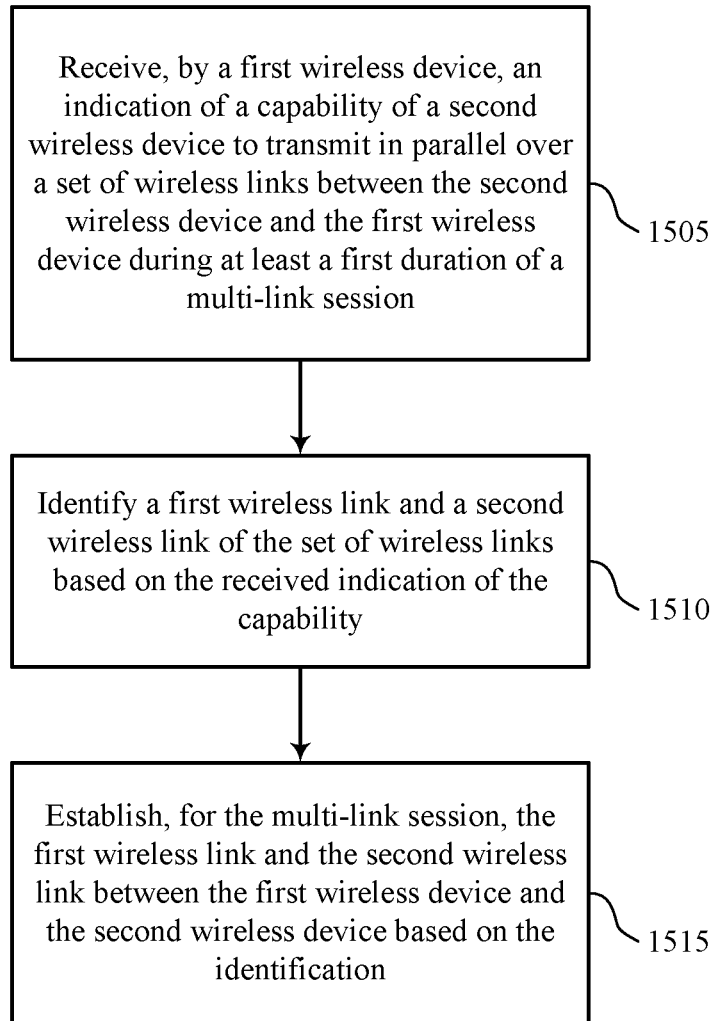 Receive, by a first wireless device, an
indication of a capability of a second
wireless device to transmit in parallel over
a set of wireless links between the second
wireless device and the first wireless
device during at least a first duration of a
multi-link session
1505
Identify a first wireless link and a second
wireless link of the set of wireless links
based on the received indication of the
capability
1510
Establish, for the multi-link session, the
first wireless link and the second wireless
link between the first wireless device and
the second wireless device based on the
identification
1515